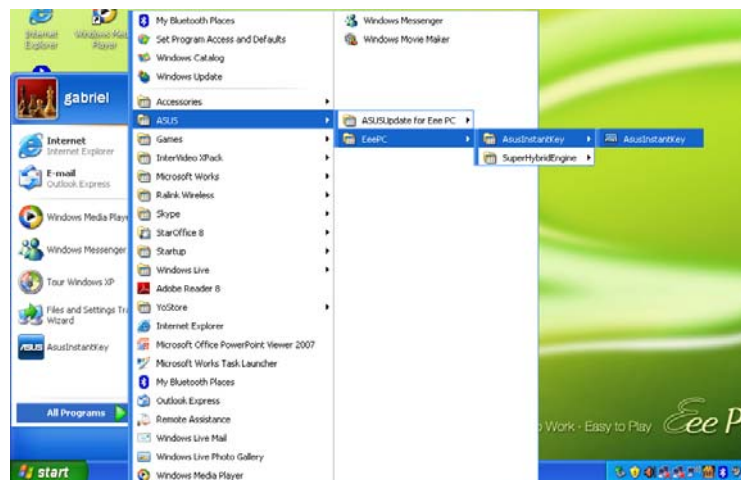 Internet Explorer
Windows Med
Player
gabriel
Internet
Internet Explorer
E-mail
Outlook Express
Windows Media Playe
Windows Messenger
Tour Windows XP
Files and Settings Tra
Wizard
ASUS AsusInstantKey
All Programs
start
My Bluetooth Places
Set Program Access and Defaults
Windows Catalog
Windows Update
Accessories
ASUS
Games
InterVideo XPack
Microsoft Works
Ralink Wireless
Skype
StarOffice 8
Startup
Windows Live
Adobe Reader 8
YoStore
Internet Explorer
Microsoft Office PowerPoint Viewer 2007
Microsoft Works Task Launcher
My Bluetooth Places
Outlook Express
Remote Assistance
Windows Live Mail
Windows Live Photo Gallery
Windows Media Player
Windows Messenger
Windows Movie Maker
ASUSUpdate for Eee PC
EeePC
AsusInstantKey
SuperHybridEngine
AsusInstantKey
Work · Easy to Play
Eee P